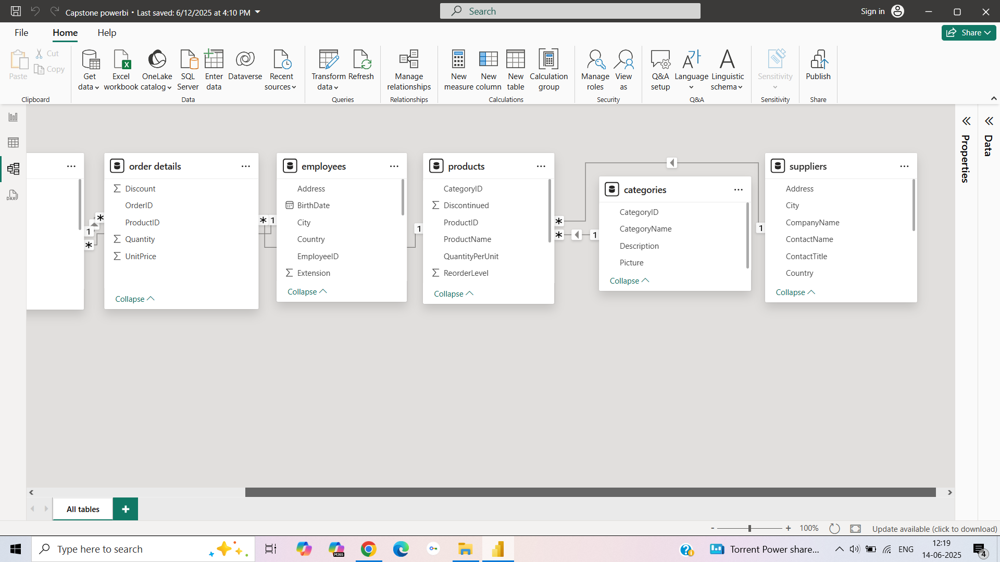 Capstone powerbi • Last saved: 6/12/2025 at 4:10 PM
Search
Sign in
File
Home
Help
Share
Paste
Cut
Copy
Clipboard
Get data
Excel workbook
OneLake catalog
SQL Server
Enter data
Dataverse
Recent sources
Data
Transform data
Refresh
Queries
Manage relationships
Relationships
New measure
New column
New table
Calculation group
Calculations
Manage roles
View as
Security
Q&A setup
Language
Linguistic schema
Q&A
Sensitivity
Sensitivity
Publish
Share
DAX
order details
Discount
OrderID
ProductID
Quantity
UnitPrice
Collapse
employees
Address
BirthDate
City
Country
EmployeeID
Extension
Collapse
products
CategoryID
Discontinued
ProductID
ProductName
QuantityPerUnit
ReorderLevel
Collapse
categories
CategoryID
CategoryName
Description
Picture
Collapse
suppliers
Address
City
CompanyName
ContactName
ContactTitle
Country
Collapse
* 1 *
* 1
1
* *
1
1
Properties
Data
All tables
+
- + 100%
Update available (click to download)
Type here to search
M365
Torrent Power share...
ENG
12:19
14-06-2025
4